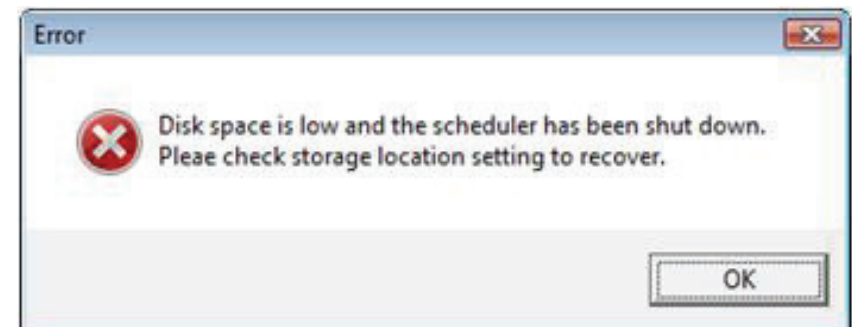 Error
Disk space is low and the scheduler has been shut down.
Pleae check storage location setting to recover.
OK